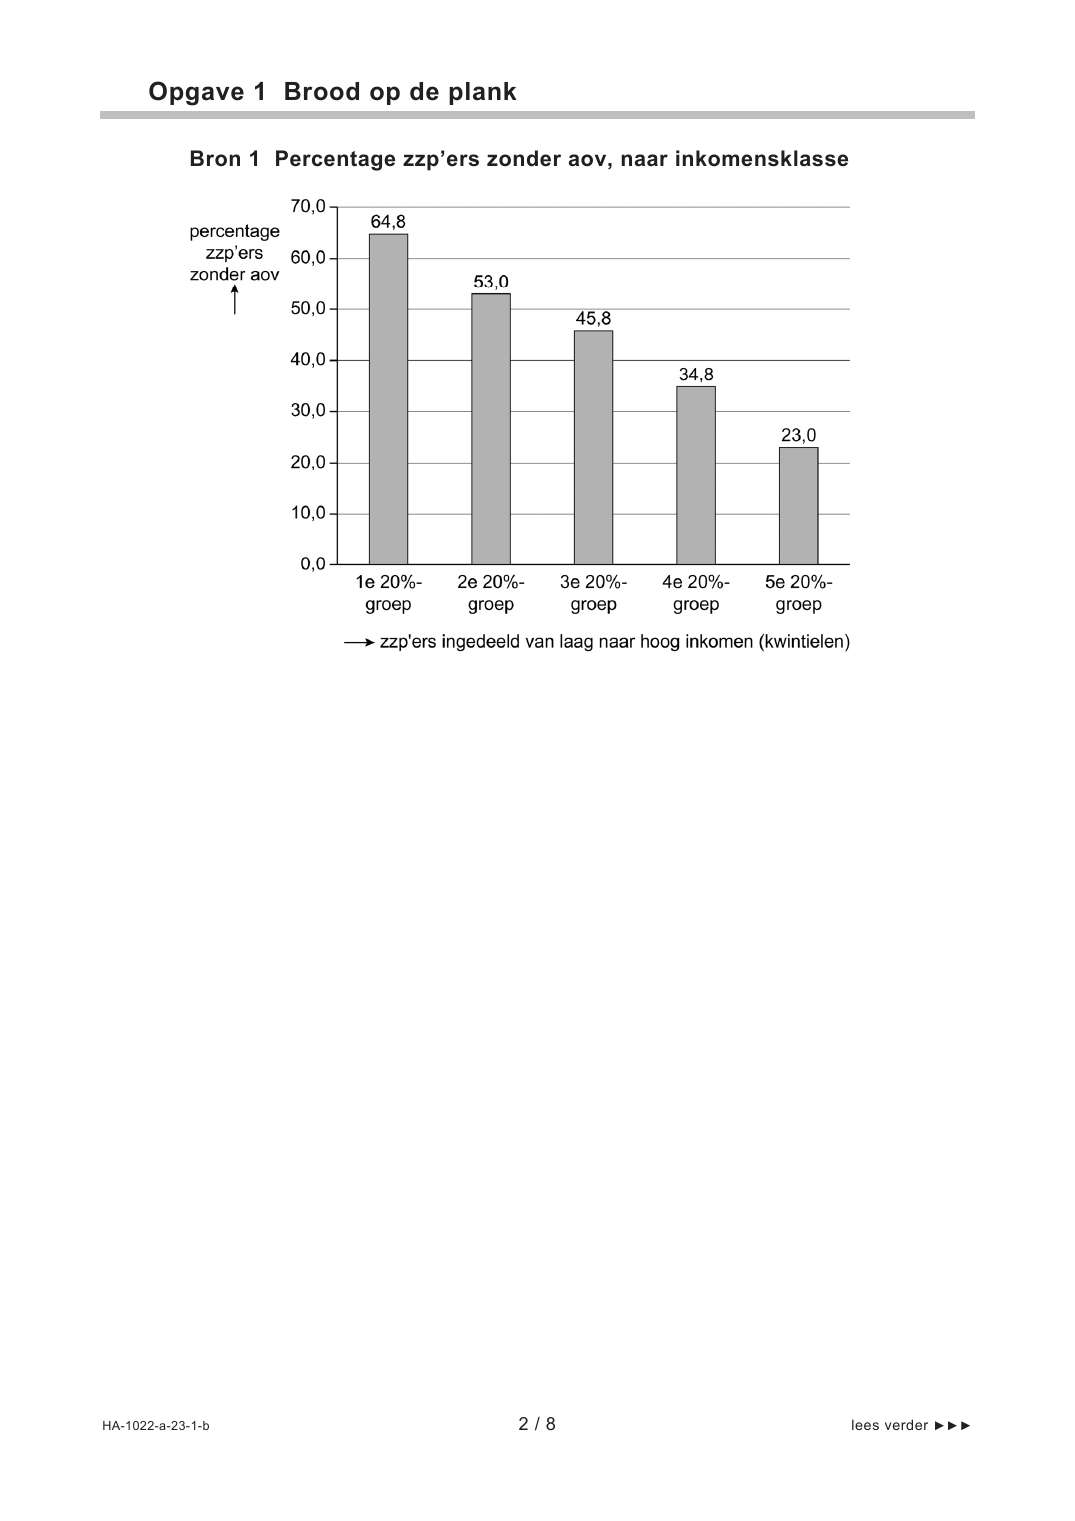 Opgave 1  Brood op de plank
Bron 1  Percentage zzp’ers zonder aov, naar inkomensklasse
percentage
zzp’ers
zonder aov
70,0
60,0
50,0
40,0
30,0
20,0
10,0
0,0
64,8
53,0
45,8
34,8
23,0
1e 20%-
groep
2e 20%-
groep
3e 20%-
groep
4e 20%-
groep
5e 20%-
groep
zzp'ers ingedeeld van laag naar hoog inkomen (kwintielen)
HA-1022-a-23-1-b
2 / 8
lees verder ►►►